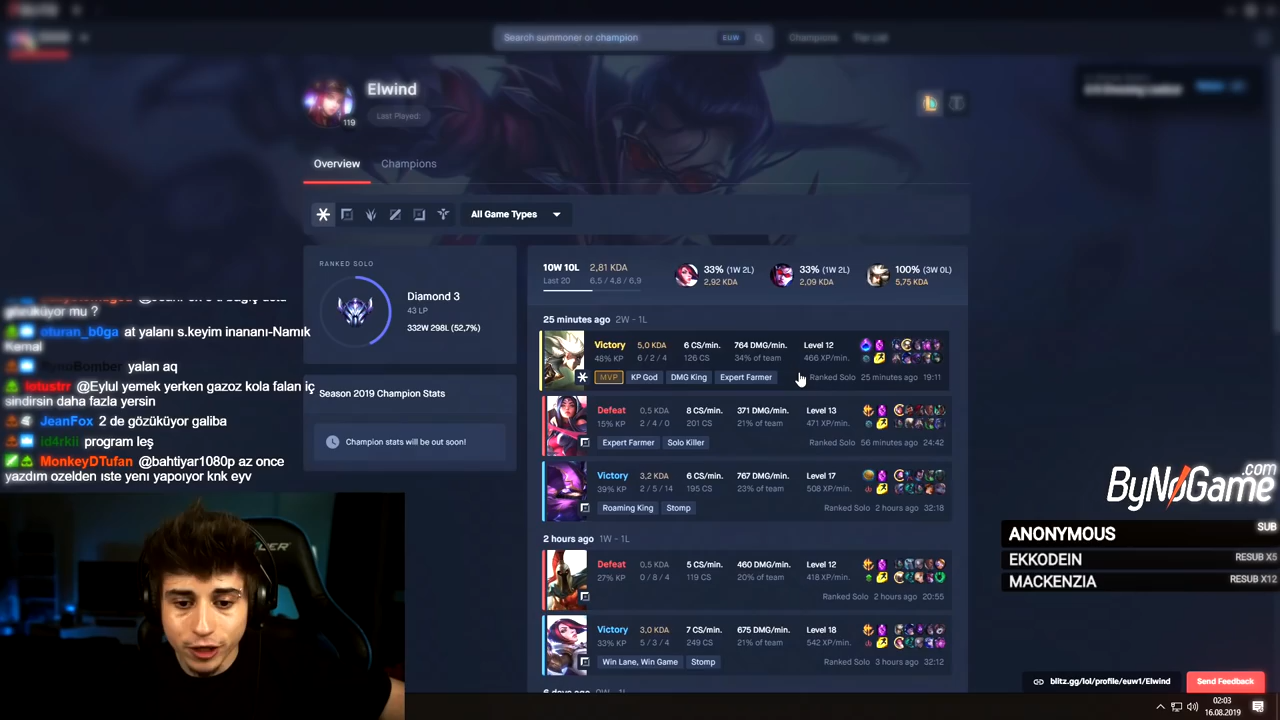 Search summoner or champion EUW
Champions Tier List
Elwind
119
Last Played:
Overview Champions
All Game Types
RANKED SOLO
Diamond 3
43 LP
332W 298L (52,7%)
Season 2019 Champion Stats
Champion stats will be out soon!
10W 10L 2,81 KDA
Last 20 6,5 / 4,8 / 6,9
33% (1W 2L)
2,92 KDA
33% (1W 2L)
2,09 KDA
100% (3W 0L)
5,75 KDA
25 minutes ago 2W - 1L
Victory 5,0 KDA 6 CS/min. 764 DMG/min. Level 12
48% KP 6 / 2 / 4 126 CS 34% of team 466 XP/min.
MVP KP God DMG King Expert Farmer Ranked Solo 25 minutes ago 19:11
Defeat 0,5 KDA 8 CS/min. 371 DMG/min. Level 13
15% KP 2 / 4 / 0 201 CS 21% of team 471 XP/min.
Expert Farmer Solo Killer Ranked Solo 56 minutes ago 24:42
Victory 3,2 KDA 6 CS/min. 767 DMG/min. Level 17
39% KP 2 / 5 / 14 195 CS 23% of team 508 XP/min.
Roaming King Stomp Ranked Solo 2 hours ago 32:18
2 hours ago 1W - 1L
Defeat 0,5 KDA 5 CS/min. 460 DMG/min. Level 12
27% KP 0 / 8 / 4 119 CS 20% of team 418 XP/min.
Ranked Solo 2 hours ago 20:55
Victory 3,0 KDA 7 CS/min. 675 DMG/min. Level 18
33% KP 5 / 3 / 4 249 CS 21% of team 542 XP/min.
Win Lane, Win Game Stomp Ranked Solo 3 hours ago 32:12
gözüküyor mu ?
oturan_b0ga at yalanı s.keyim inananı-Namık
Kemal
yalan aq
lotustrr @Eylul yemek yerken gazoz kola falan iç
sindirsin daha fazla yersin
JeanFox 2 de gözüküyor galiba
id4rkii program leş
MonkeyDTufan @bahtiyar1080p az once
yazdım ozelden ıste yenı yapıyor knk eyv
ByNoGame.com
ANONYMOUS SUB
EKKODEIN RESUB X5
MACKENZIA RESUB X12
blitz.gg/lol/profile/euw1/Elwind Send Feedback
02:03
16.08.2019